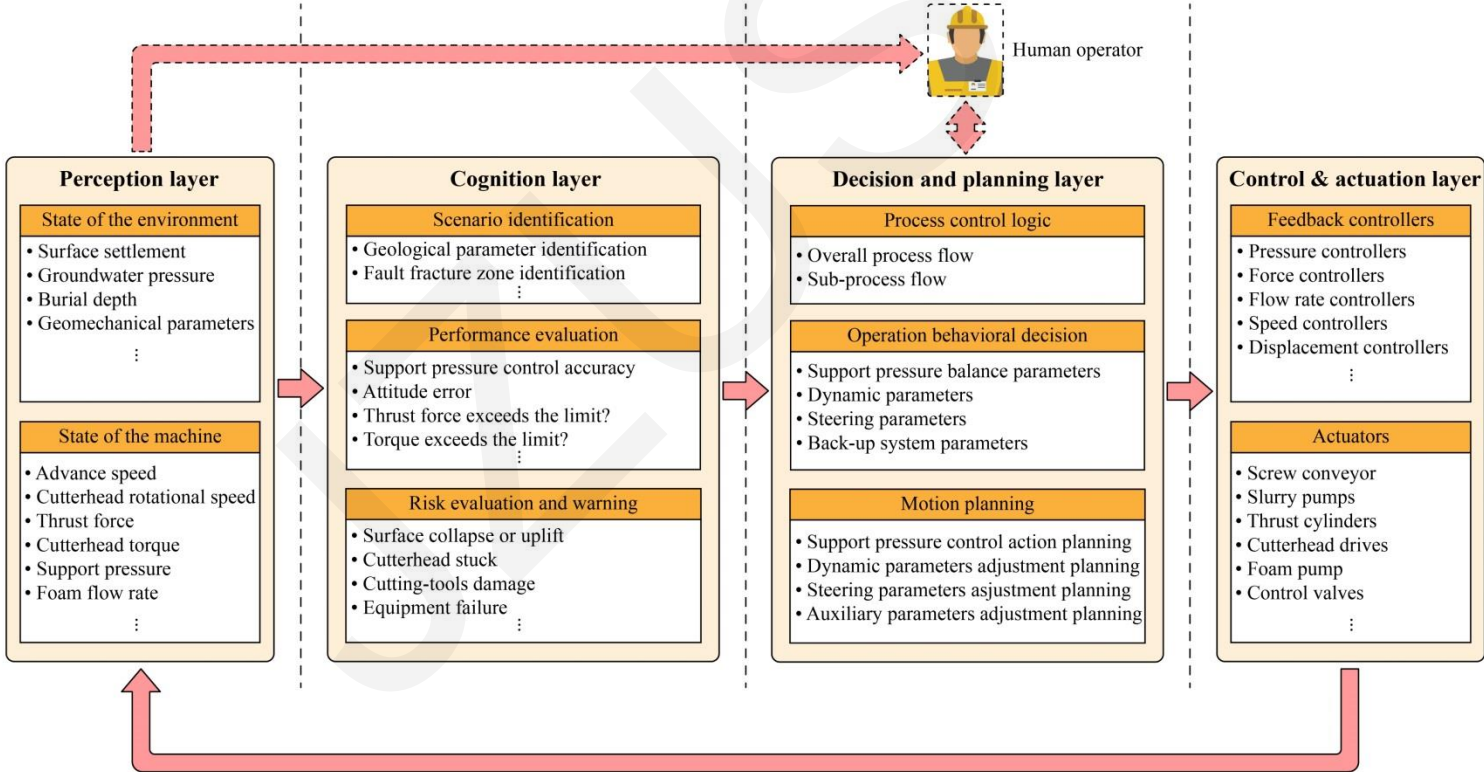 Human operator
Perception layer
State of the environment
• Surface settlement
• Groundwater pressure
• Burial depth
• Geomechanical parameters
⋮
State of the machine
• Advance speed
• Cutterhead rotational speed
• Thrust force
• Cutterhead torque
• Support pressure
• Foam flow rate
⋮
Cognition layer
Scenario identification
• Geological parameter identification
• Fault fracture zone identification
⋮
Performance evaluation
• Support pressure control accuracy
• Attitude error
• Thrust force exceeds the limit?
• Torque exceeds the limit?
⋮
Risk evaluation and warning
• Surface collapse or uplift
• Cutterhead stuck
• Cutting-tools damage
• Equipment failure
⋮
Decision and planning layer
Process control logic
• Overall process flow
• Sub-process flow
Operation behavioral decision
• Support pressure balance parameters
• Dynamic parameters
• Steering parameters
• Back-up system parameters
Motion planning
• Support pressure control action planning
• Dynamic parameters adjustment planning
• Steering parameters asjustment planning
• Auxiliary parameters adjustment planning
Control & actuation layer
Feedback controllers
• Pressure controllers
• Force controllers
• Flow rate controllers
• Speed controllers
• Displacement controllers
⋮
Actuators
• Screw conveyor
• Slurry pumps
• Thrust cylinders
• Cutterhead drives
• Foam pump
• Control valves
⋮
JZUS